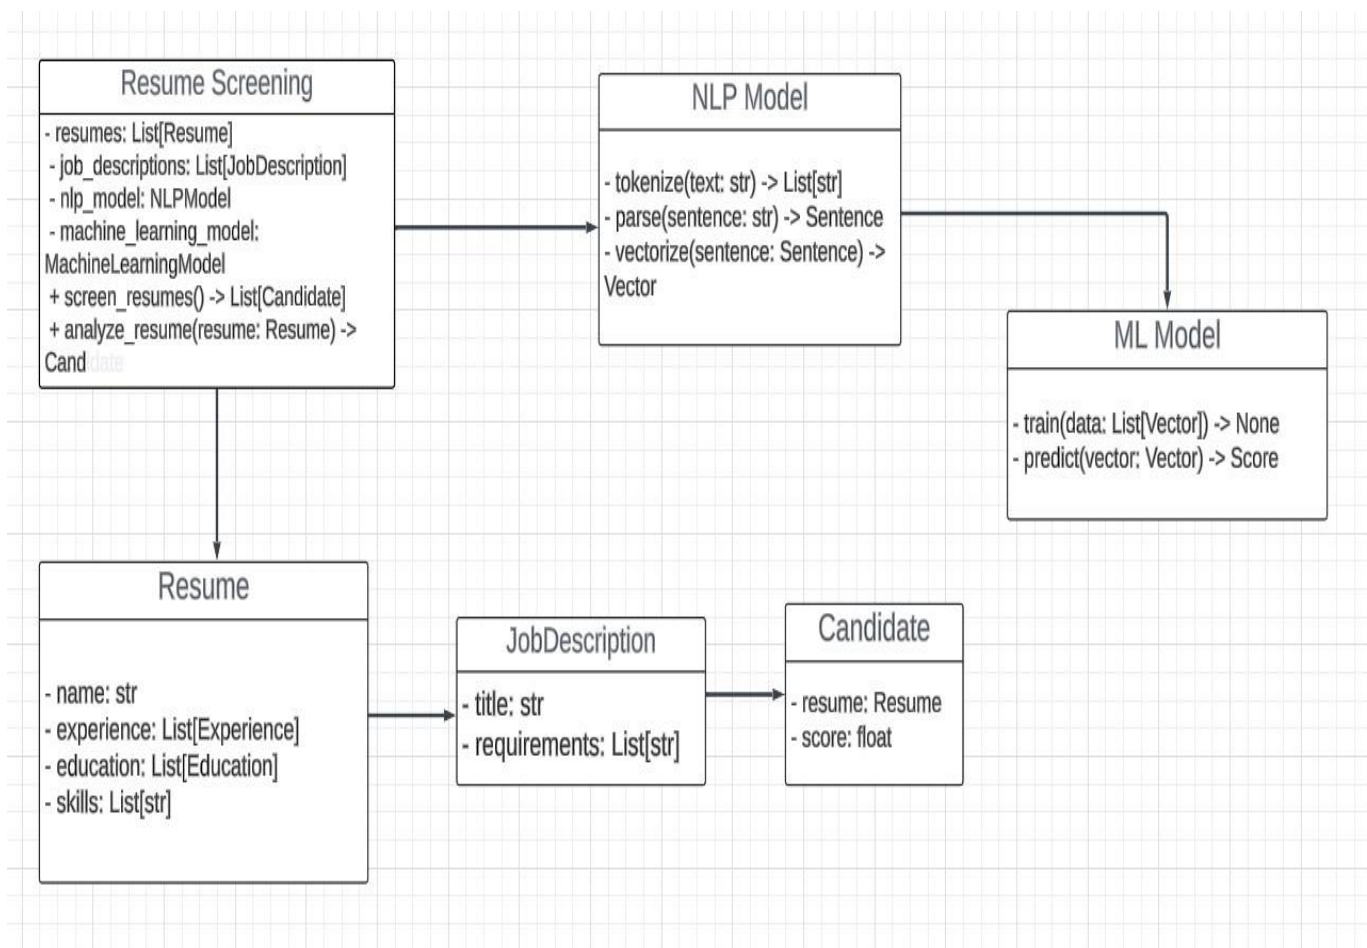 Resume Screening
- resumes: List[Resume]
- job_descriptions: List[JobDescription]
- nlp_model: NLPModel
- machine_learning_model:
MachineLearningModel
+ screen_resumes() -> List[Candidate]
+ analyze_resume(resume: Resume) ->
Candidate
NLP Model
- tokenize(text: str) -> List[str]
- parse(sentence: str) -> Sentence
- vectorize(sentence: Sentence) ->
Vector
ML Model
- train(data: List[Vector]) -> None
- predict(vector: Vector) -> Score
Resume
- name: str
- experience: List[Experience]
- education: List[Education]
- skills: List[str]
JobDescription
- title: str
- requirements: List[str]
Candidate
- resume: Resume
- score: float